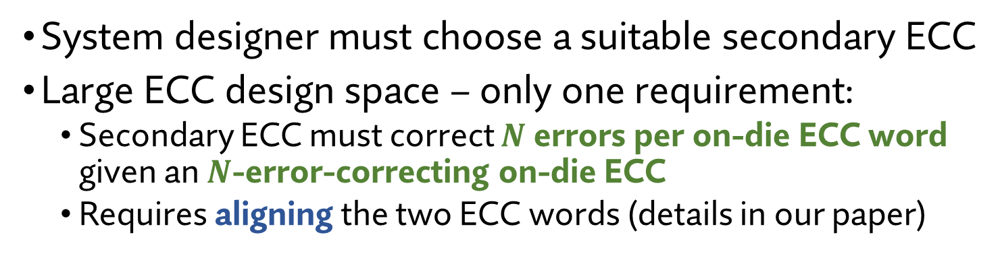 • System designer must choose a suitable secondary ECC
• Large ECC design space – only one requirement:
• Secondary ECC must correct N errors per on-die ECC word
given an N-error-correcting on-die ECC
• Requires aligning the two ECC words (details in our paper)